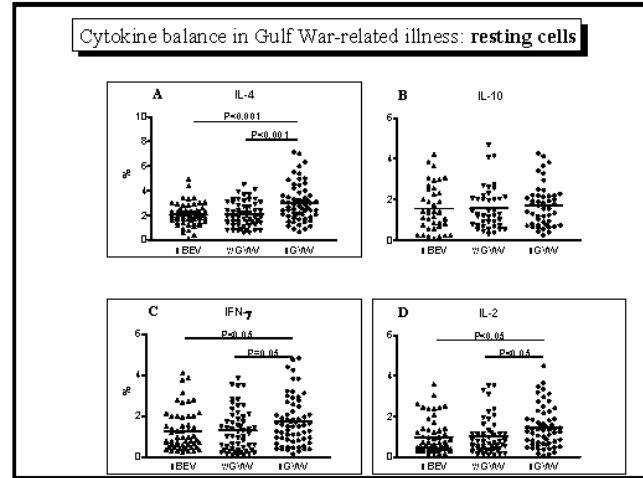 Cytokine balance in Gulf War-related illness: resting cells
A IL-4
P<0.001
P<0.001
10
8
6
4
2
0
%
B IL-10
6
4
2
0
C IFN-γ
P<0.05
P=0.05
6
4
2
0
%
D IL-2
P<0.05
P<0.05
6
4
2
0